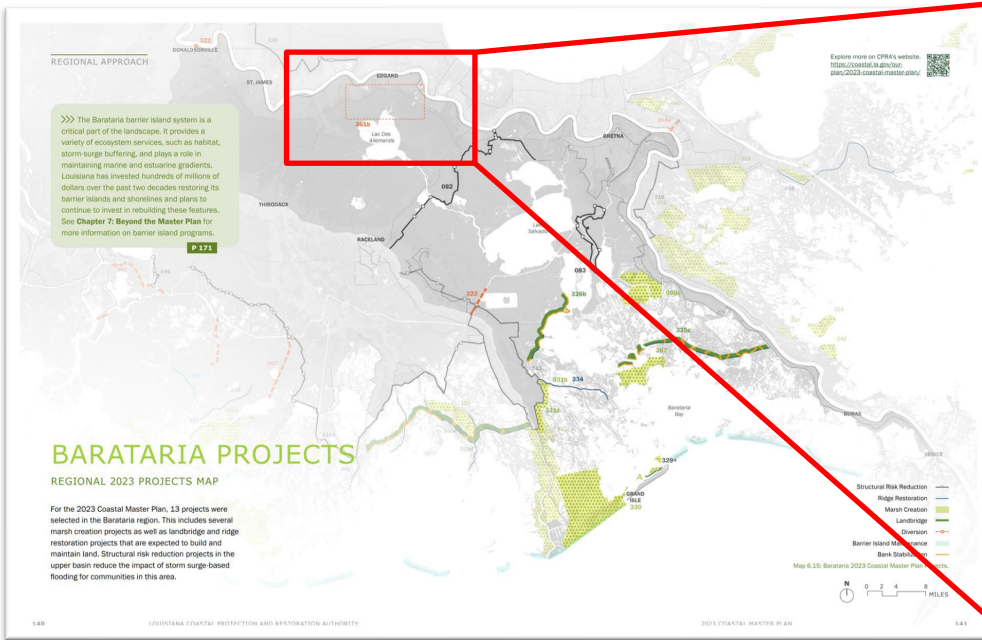 REGIONAL APPROACH
>>> The Barataria barrier island system is a
critical part of the landscape. It provides a
variety of ecosystem services, such as habitat,
storm-surge buffering, and plays a role in
maintaining marine and estuarine gradients.
Louisiana has invested hundreds of millions of
dollars over the past two decades restoring its
barrier islands and shorelines and plans to
continue to invest in rebuilding these features.
See Chapter 7: Beyond the Master Plan for
more information on barrier island programs.
P 171
Explore more on CPRA's website.
https://coastal.la.gov/our-
plan/2023-coastal-master-plan/
DONALDSONVILLE
322
ST. JAMES
EDGARD
361b
Lac Des
Allemands
GRETNA
082
THIBODAUX
RACELAND
083
322
326b
325c
334
331b
Barataria
Bay
BURAS
VENICE
329a
GRAND
ISLE
330
BARATARIA PROJECTS
REGIONAL 2023 PROJECTS MAP
For the 2023 Coastal Master Plan, 13 projects were
selected in the Barataria region. This includes several
marsh creation projects as well as landbridge and ridge
restoration projects that are expected to build and
maintain land. Structural risk reduction projects in the
upper basin reduce the impact of storm surge-based
flooding for communities in this area.
Structural Risk Reduction
Ridge Restoration
Marsh Creation
Landbridge
Diversion
Barrier Island
Bank
Map 6.15: Barataria 2023 Coastal Master Plan
N
0 2 4 8
MILES
140
LOUISIANA COASTAL PROTECTION AND RESTORATION AUTHORITY
2023 COASTAL MASTER PLAN
141